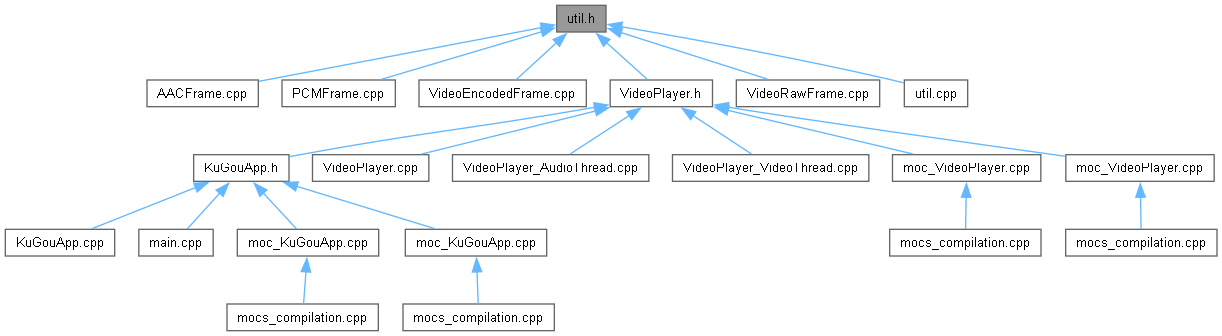 util.h
AACFrame.cpp
PCMFrame.cpp
VideoEncodedFrame.cpp
VideoPlayer.h
VideoRawFrame.cpp
util.cpp
KuGouApp.h
VideoPlayer.cpp
VideoPlayer_AudioThread.cpp
VideoPlayer_VideoThread.cpp
moc_VideoPlayer.cpp
moc_VideoPlayer.cpp
KuGouApp.cpp
main.cpp
moc_KuGouApp.cpp
moc_KuGouApp.cpp
mocs_compilation.cpp
mocs_compilation.cpp
mocs_compilation.cpp
mocs_compilation.cpp